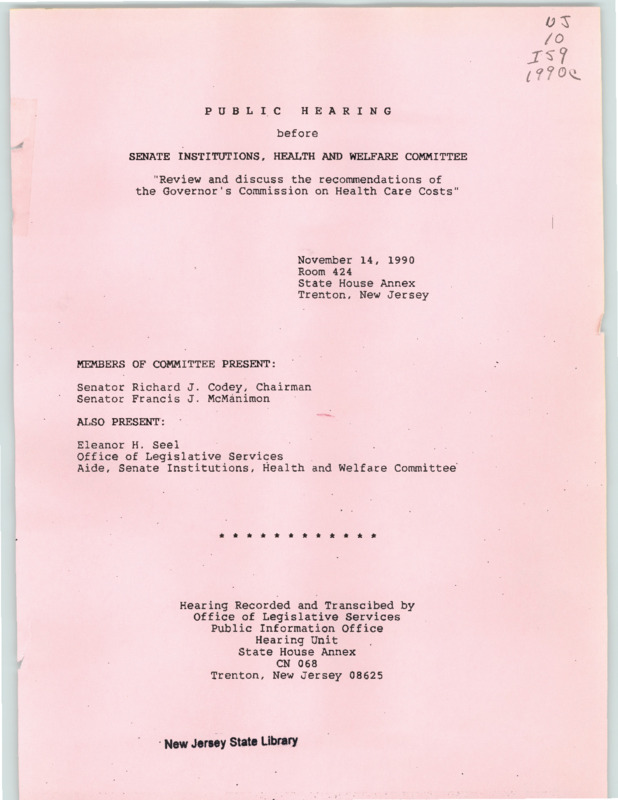 NJ
10
I59
1990c
PUBLIC HEARING
before
SENATE INSTITUTIONS, HEALTH AND WELFARE COMMITTEE
"Review and discuss the recommendations of
the Governor's Commission on Health Care Costs"
November 14, 1990
Room 424
State House Annex
Trenton, New Jersey
MEMBERS OF COMMITTEE PRESENT:
Senator Richard J. Codey, Chairman
Senator Francis J. McManimon
ALSO PRESENT:
Eleanor H. Seel
Office of Legislative Services
Aide, Senate Institutions, Health and Welfare Committee
* * * * * * * * * * * *
Hearing Recorded and Transcibed by
Office of Legislative Services
Public Information Office
Hearing Unit
State House Annex
CN 068
Trenton, New Jersey 08625
New Jersey State Library